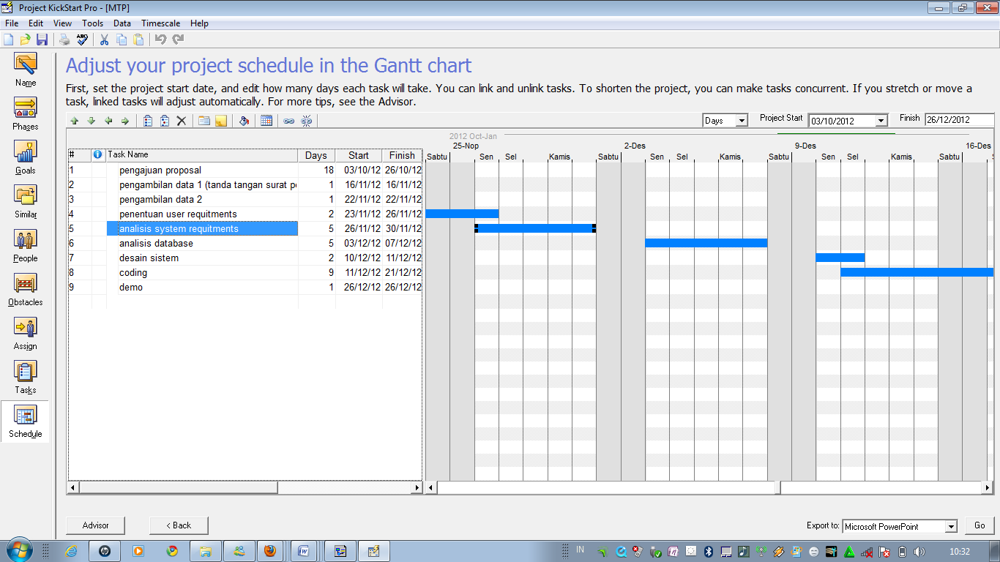 Project KickStart Pro - [MTP]
File Edit View Tools Data Timescale Help
Name
Phases
Goals
Similar
People
Obstacles
Assign
Tasks
Schedule
Adjust your project schedule in the Gantt chart
First, set the project start date, and edit how many days each task will take. You can link and unlink tasks. To shorten the project, you can make tasks concurrent. If you stretch or move a
task, linked tasks will adjust automatically. For more tips, see the Advisor.
Days Project Start 03/10/2012 Finish 26/12/2012
2012 Oct-Jan
25-Nop 2-Des 9-Des 16-Des
Sabtu Sen Sel Kamis Sabtu Sen Sel Kamis Sabtu Sen Sel Kamis Sabtu
# Task Name Days Start Finish
1 pengajuan proposal 18 03/10/12 26/10/12
2 pengambilan data 1 (tanda tangan surat pe 1 16/11/12 16/11/12
3 pengambilan data 2 1 22/11/12 22/11/12
4 penentuan user requitments 2 23/11/12 26/11/12
5 analisis system requitments 5 26/11/12 30/11/12
6 analisis database 5 03/12/12 07/12/12
7 desain sistem 2 10/12/12 11/12/12
8 coding 9 11/12/12 21/12/12
9 demo 1 26/12/12 26/12/12
Advisor < Back Export to: Microsoft PowerPoint Go
IN 10:32